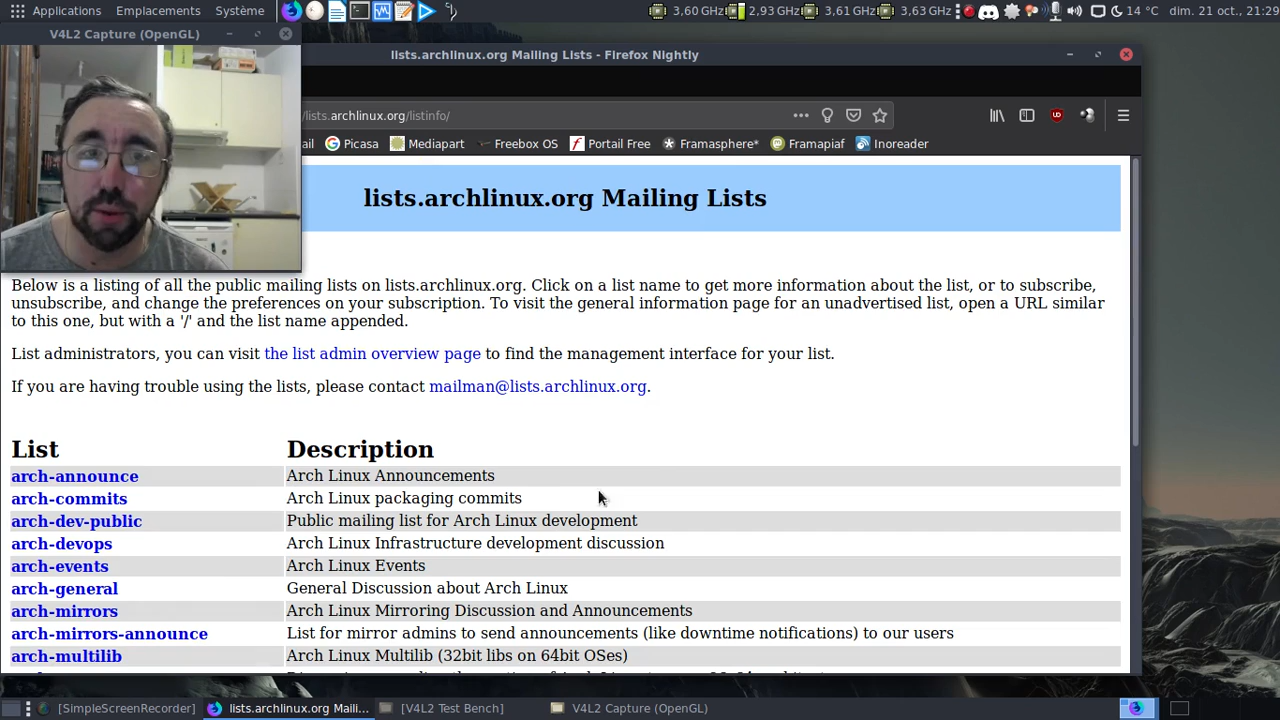 Applications Emplacements Système 3,60 GHz 2,93 GHz 3,61 GHz 3,63 GHz 14 °C dim. 21 oct., 21:29
V4L2 Capture (OpenGL)
lists.archlinux.org Mailing Lists - Firefox Nightly
/lists.archlinux.org/listinfo/
ail Picasa Mediapart Freebox OS Portail Free Framasphere* Framapiaf Inoreader
lists.archlinux.org Mailing Lists
Below is a listing of all the public mailing lists on lists.archlinux.org. Click on a list name to get more information about the list, or to subscribe,
unsubscribe, and change the preferences on your subscription. To visit the general information page for an unadvertised list, open a URL similar
to this one, but with a '/' and the list name appended.
List administrators, you can visit the list admin overview page to find the management interface for your list.
If you are having trouble using the lists, please contact mailman@lists.archlinux.org.
List Description
arch-announce Arch Linux Announcements
arch-commits Arch Linux packaging commits
arch-dev-public Public mailing list for Arch Linux development
arch-devops Arch Linux Infrastructure development discussion
arch-events Arch Linux Events
arch-general General Discussion about Arch Linux
arch-mirrors Arch Linux Mirroring Discussion and Announcements
arch-mirrors-announce List for mirror admins to send announcements (like downtime notifications) to our users
arch-multilib Arch Linux Multilib (32bit libs on 64bit OSes)
[SimpleScreenRecorder] lists.archlinux.org Maili... [V4L2 Test Bench] V4L2 Capture (OpenGL)